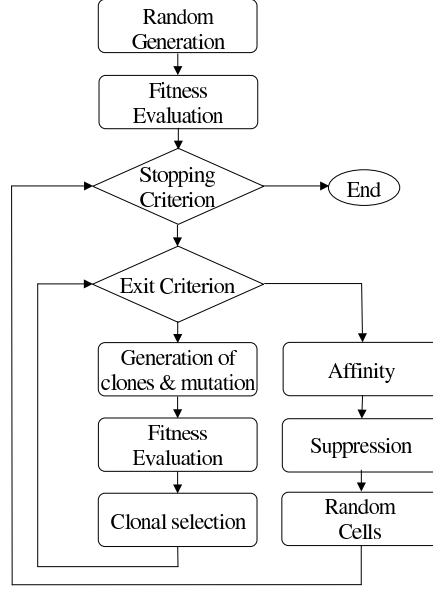 Random
Generation
Fitness
Evaluation
Stopping
Criterion
End
Exit Criterion
Generation of
clones & mutation
Fitness
Evaluation
Clonal selection
Affinity
Suppression
Random
Cells